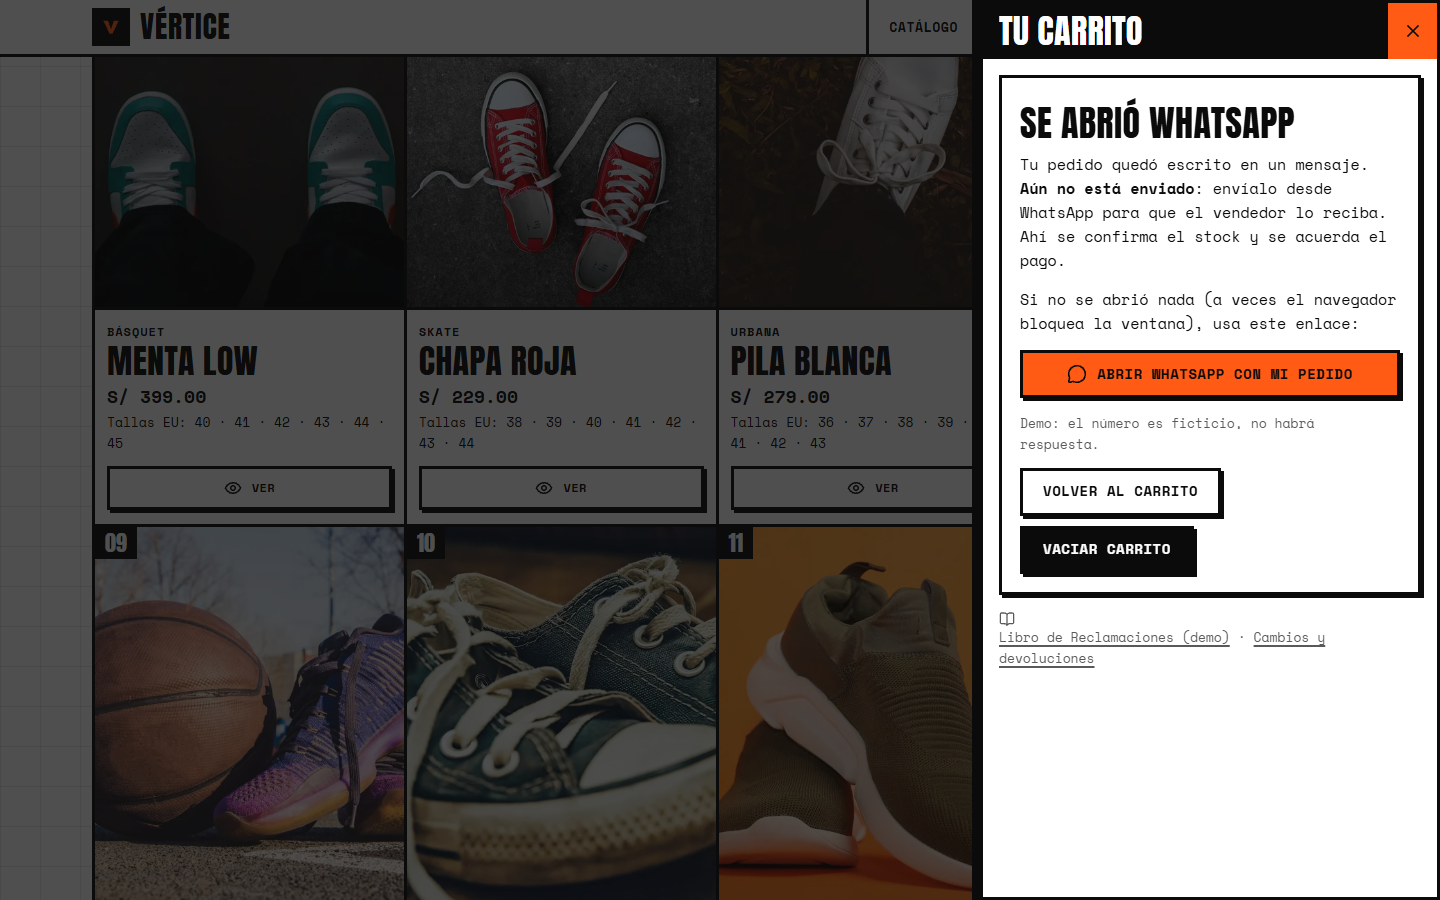 V VÉRTICE
CATÁLOGO
TU CARRITO
BÁSQUET
MENTA LOW
S/ 399.00
Tallas EU: 40 · 41 · 42 · 43 · 44 ·
45
VER
SKATE
CHAPA ROJA
S/ 229.00
Tallas EU: 38 · 39 · 40 · 41 · 42 ·
43 · 44
VER
URBANA
PILA BLANCA
S/ 279.00
Tallas EU: 36 · 37 · 38 · 39 ·
41 · 42 · 43
VER
09
10
11
SE ABRIÓ WHATSAPP
Tu pedido quedó escrito en un mensaje.
Aún no está enviado: envíalo desde
WhatsApp para que el vendedor lo reciba.
Ahí se confirma el stock y se acuerda el
pago.
Si no se abrió nada (a veces el navegador
bloquea la ventana), usa este enlace:
ABRIR WHATSAPP CON MI PEDIDO
Demo: el número es ficticio, no habrá
respuesta.
VOLVER AL CARRITO
VACIAR CARRITO
Libro de Reclamaciones (demo) · Cambios y
devoluciones